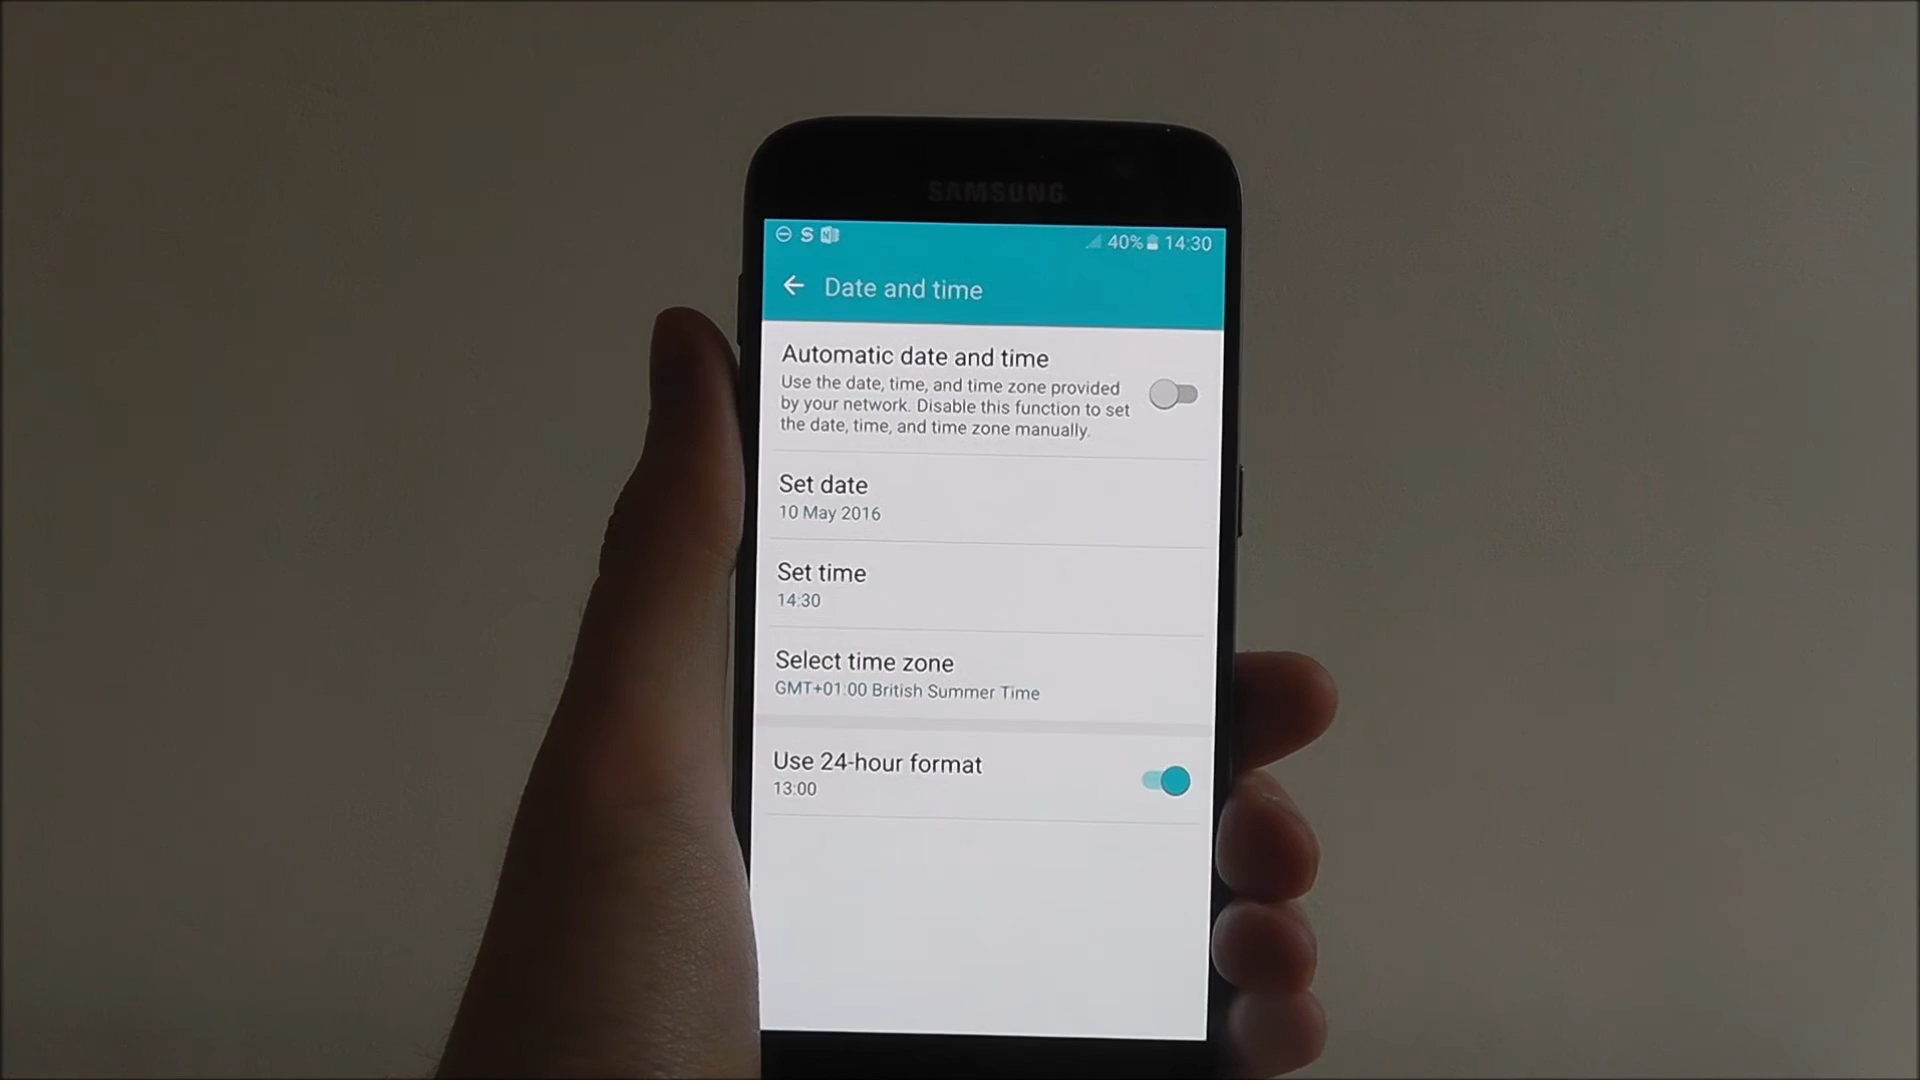 SAMSUNG
S N 40% 14:30
Date and time
Automatic date and time
Use the date, time, and time zone provided
by your network. Disable this function to set
the date, time, and time zone manually.
Set date
10 May 2016
Set time
14:30
Select time zone
GMT+01:00 British Summer Time
Use 24-hour format
13:00